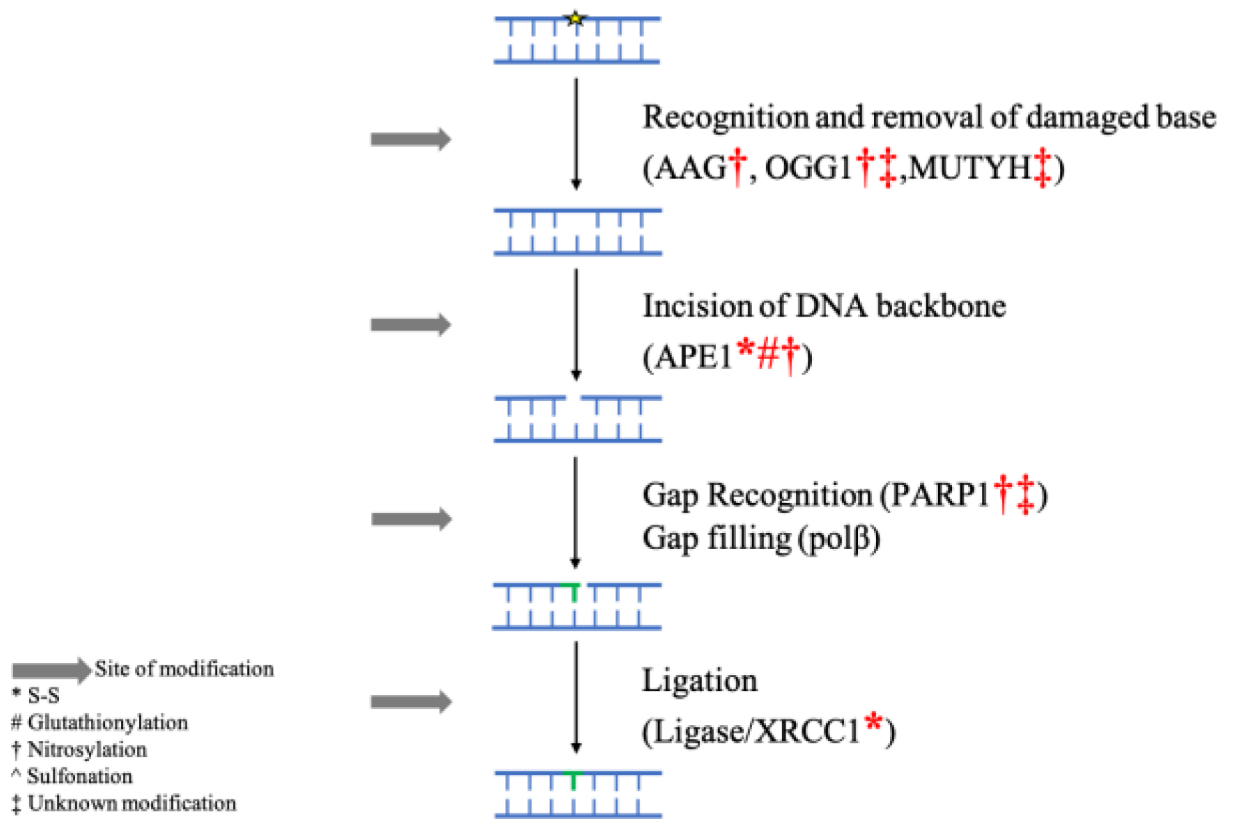 Recognition and removal of damaged base
(AAG†, OGG1†‡,MUTYH‡)
Incision of DNA backbone
(APE1*#†)
Gap Recognition (PARP1†‡)
Gap filling (polβ)
Ligation
(Ligase/XRCC1*)
Site of modification
* S-S
# Glutathionylation
† Nitrosylation
^ Sulfonation
‡ Unknown modification